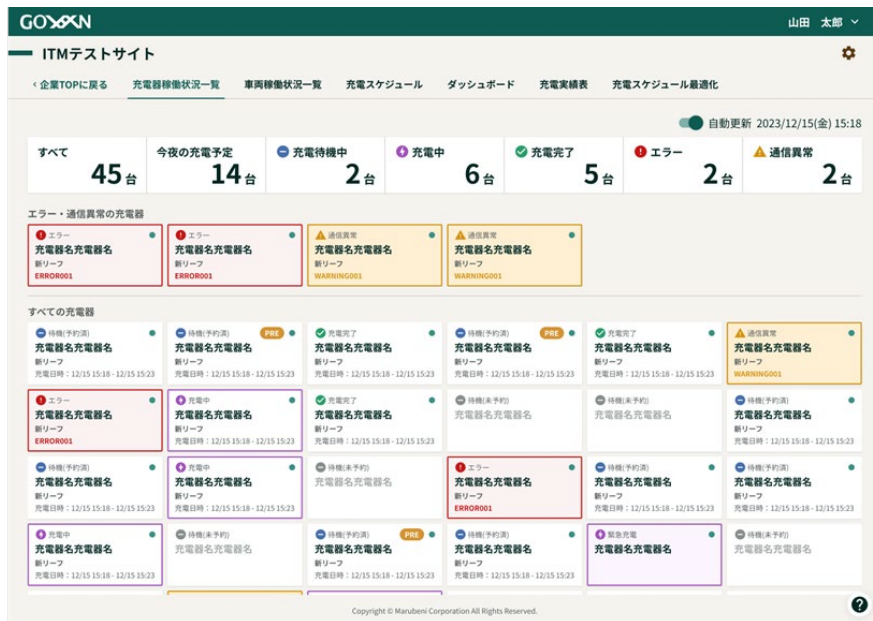 GOXXN
山田 太郎
ITMテストサイト
企業TOPに戻る 充電器稼働状況一覧 車両稼働状況一覧 充電スケジュール ダッシュボード 充電実績表 充電スケジュール最適化
自動更新 2023/12/15(金) 15:18
すべて 今夜の充電予定 充電待機中 充電中 充電完了 エラー 通信異常
45台 14台 2台 6台 5台 2台 2台
エラー・通信異常の充電器
エラー エラー 通信異常 通信異常
充電器名充電器名 充電器名充電器名 充電器名充電器名 充電器名充電器名
新リーフ 新リーフ 新リーフ 新リーフ
ERROR001 ERROR001 WARNING001 WARNING001
すべての充電器
待機(予約済) 待機(予約済) PRE 充電完了 待機(予約済) PRE 充電完了 通信異常
充電器名充電器名 充電器名充電器名 充電器名充電器名 充電器名充電器名 充電器名充電器名 充電器名充電器名
新リーフ 新リーフ 新リーフ 新リーフ 新リーフ 新リーフ
充電日時：12/15 15:18 - 12/15 15:23 充電日時：12/15 15:18 - 12/15 15:23 充電日時：12/15 15:18 - 12/15 15:23 充電日時：12/15 15:18 - 12/15 15:23 充電日時：12/15 15:18 - 12/15 15:23 WARNING001
エラー 充電中 充電完了 待機(未予約) 待機(未予約) 待機(予約済)
充電器名充電器名 充電器名充電器名 充電器名充電器名 充電器名充電器名 充電器名充電器名 充電器名充電器名
新リーフ 新リーフ 新リーフ 新リーフ
ERROR001 充電日時：12/15 15:18 - 12/15 15:23 充電日時：12/15 15:18 - 12/15 15:23 充電日時：12/15 15:18 - 12/15 15:23
待機(予約済) 充電中 待機(未予約) エラー 待機(予約済) 待機(予約済)
充電器名充電器名 充電器名充電器名 充電器名充電器名 充電器名充電器名 充電器名充電器名 充電器名充電器名
新リーフ 新リーフ 新リーフ 新リーフ 新リーフ
充電日時：12/15 15:18 - 12/15 15:23 充電日時：12/15 15:18 - 12/15 15:23 ERROR001 充電日時：12/15 15:18 - 12/15 15:23 充電日時：12/15 15:18 - 12/15 15:23
充電中 待機(未予約) 待機(予約済) PRE 待機(予約済) 緊急充電 待機(未予約)
充電器名充電器名 充電器名充電器名 充電器名充電器名 充電器名充電器名 充電器名充電器名 充電器名充電器名
新リーフ 新リーフ 新リーフ
充電日時：12/15 15:18 - 12/15 15:23 充電日時：12/15 15:18 - 12/15 15:23 充電日時：12/15 15:18 - 12/15 15:23
Copyright © Marubeni Corporation All Rights Reserved.
?